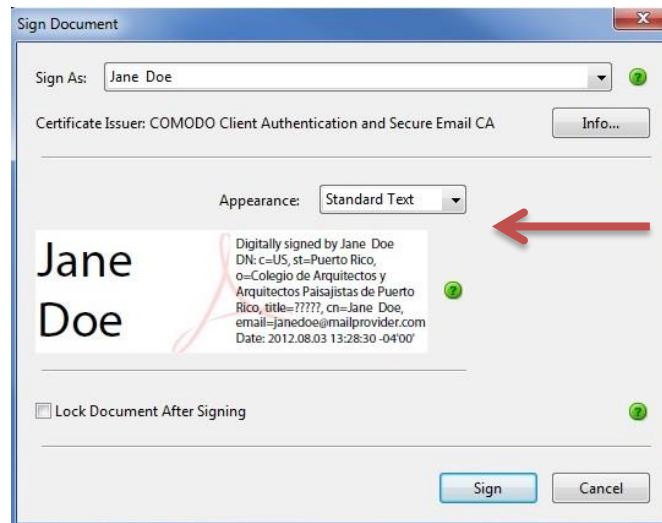 Sign Document
Sign As: Jane Doe
Certificate Issuer: COMODO Client Authentication and Secure Email CA Info...
Appearance: Standard Text
Jane
Doe
Digitally signed by Jane Doe
DN: c=US, st=Puerto Rico,
o=Colegio de Arquitectos y
Arquitectos Paisajistas de Puerto
Rico, title=?????, cn=Jane Doe,
email=janedoe@mailprovider.com
Date: 2012.08.03 13:28:30 -04'00'
Lock Document After Signing
Sign Cancel